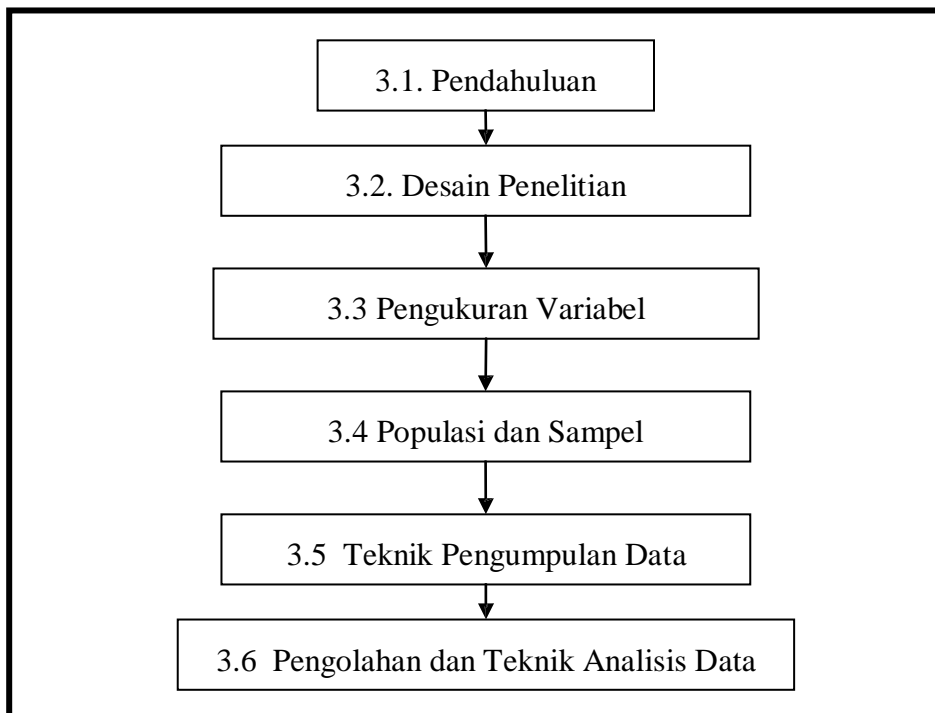 3.1. Pendahuluan
3.2. Desain Penelitian
3.3 Pengukuran Variabel
3.4 Populasi dan Sampel
3.5 Teknik Pengumpulan Data
3.6 Pengolahan dan Teknik Analisis Data